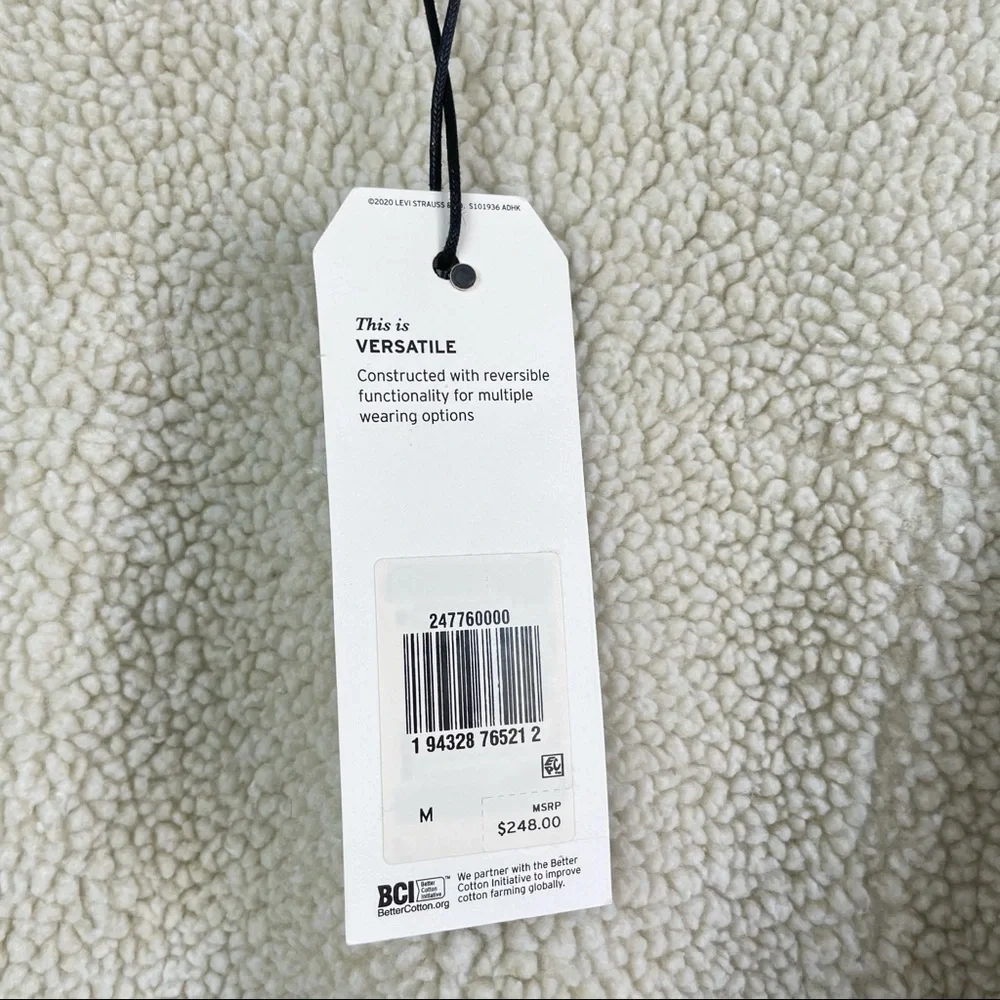 ©2020 LEVI STRAUSS & CO. S101936 ADHK
This is
VERSATILE
Constructed with reversible
functionality for multiple
wearing options
247760000
1 94328 76521 2
M
MSRP
$248.00
BCI Better Cotton Initiative ™
BetterCotton.org
We partner with the Better
Cotton Initiative to improve
cotton farming globally.